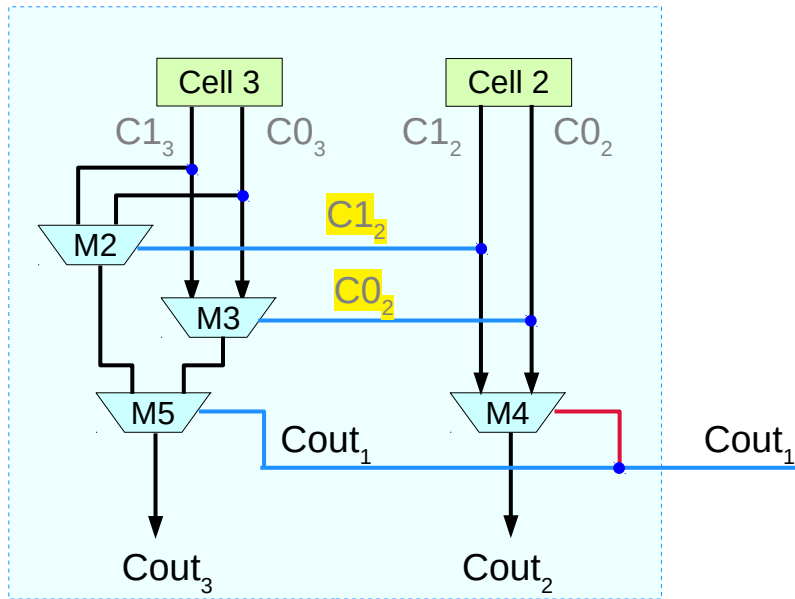 Cell 3
Cell 2
C1₃
C0₃
C1₂
C0₂
C1₂
M2
C0₂
M3
M5
M4
Cout₁
Cout₁
Cout₃
Cout₂